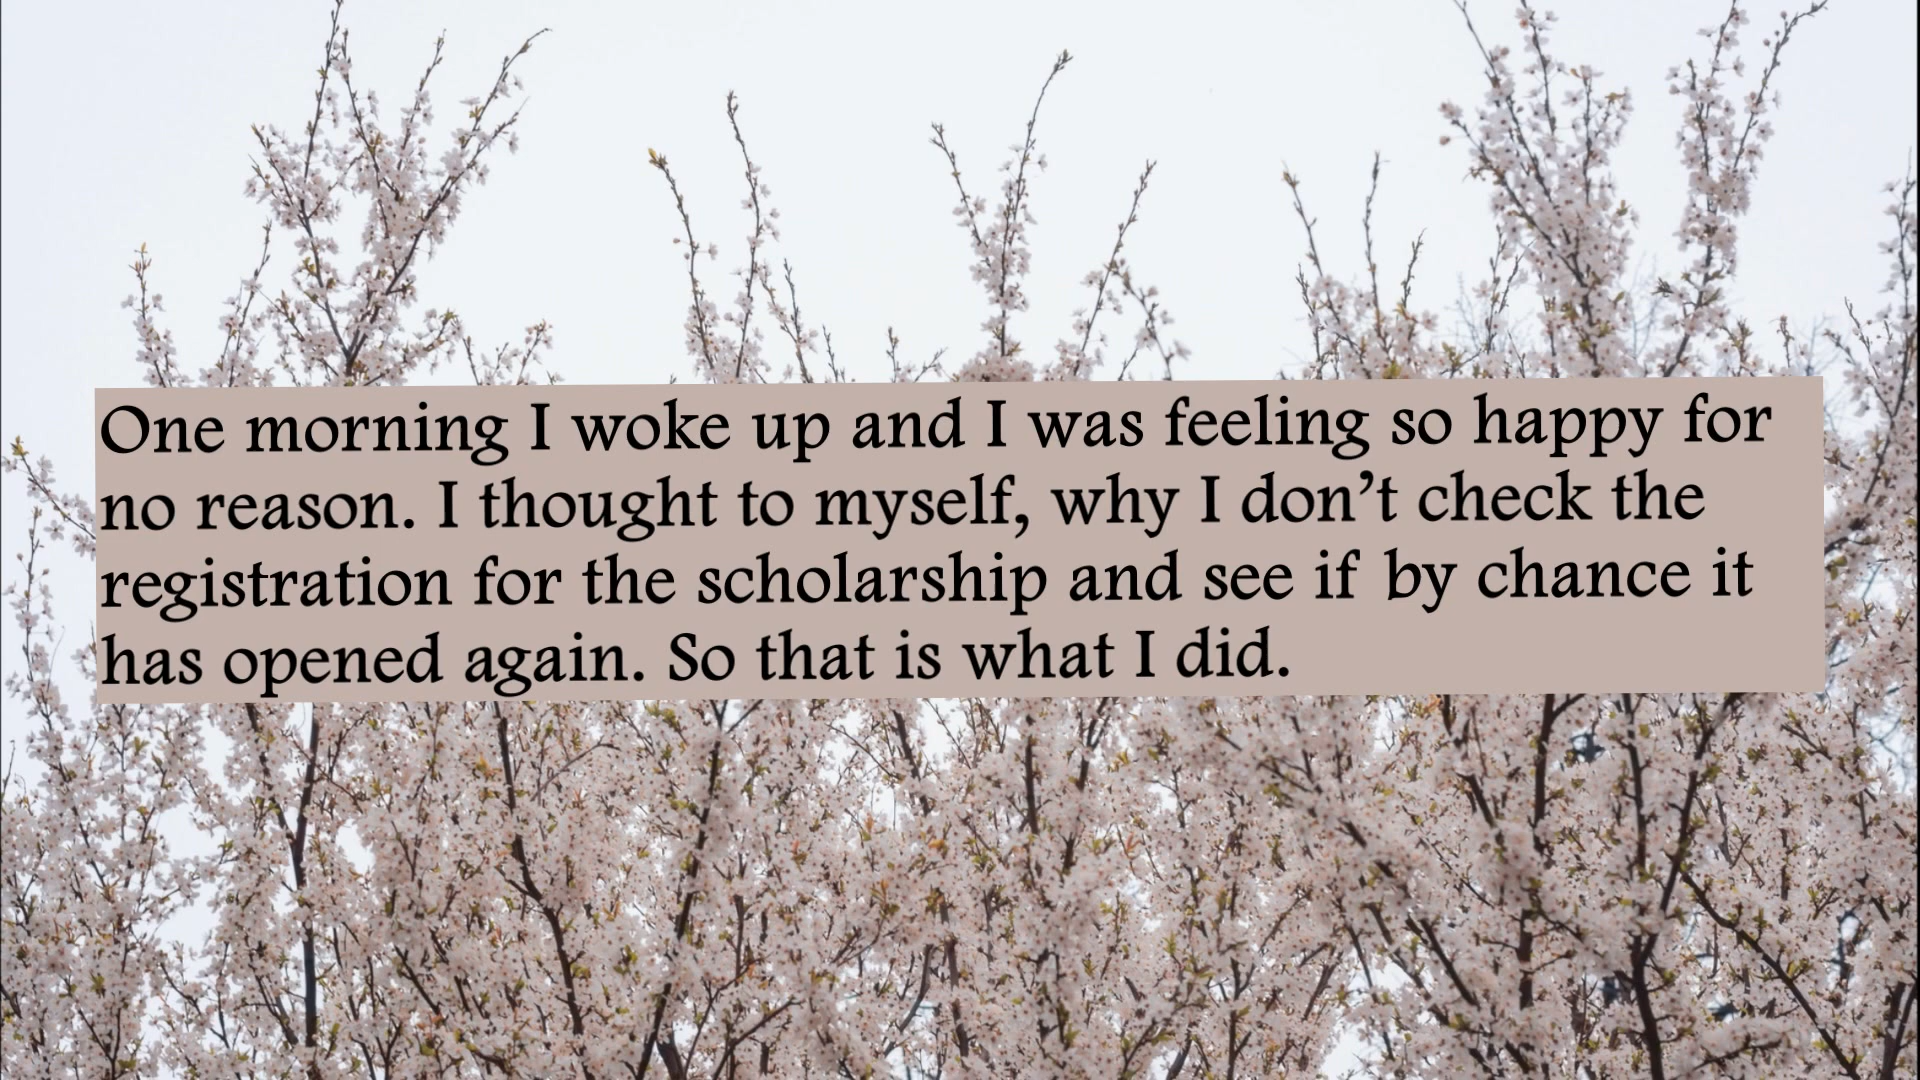 One morning I woke up and I was feeling so happy for
no reason. I thought to myself, why I don’t check the
registration for the scholarship and see if by chance it
has opened again. So that is what I did.